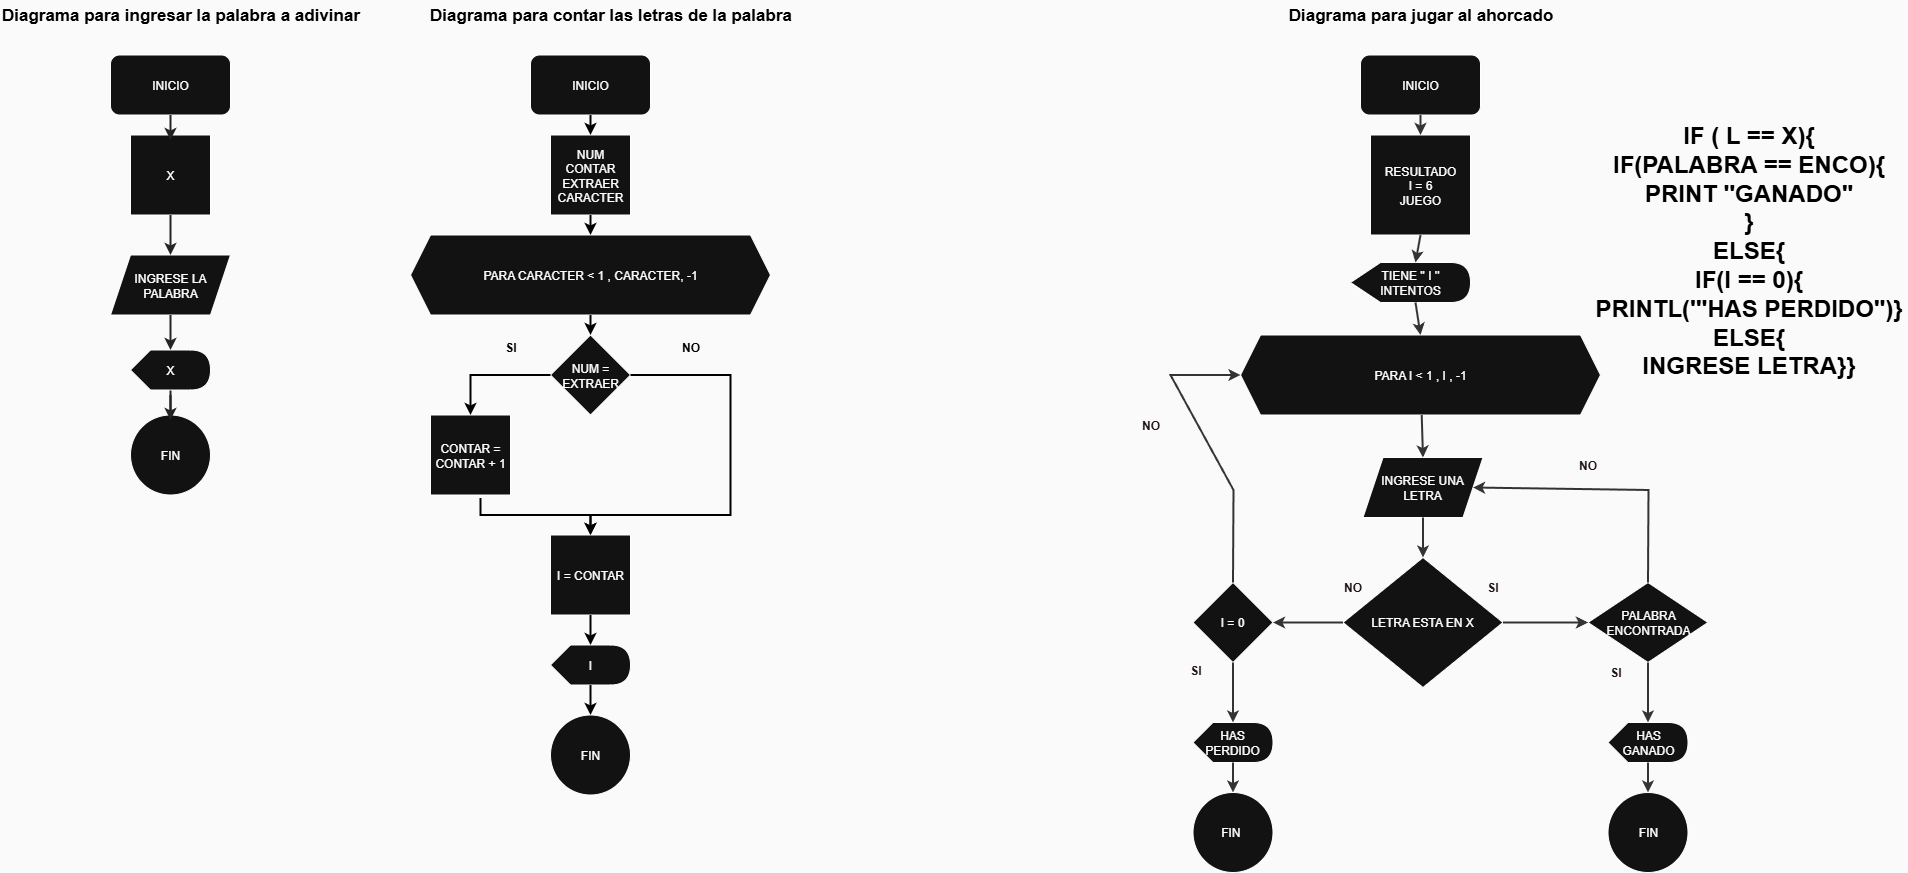 Diagrama para ingresar la palabra a adivinar
INICIO
X
INGRESE LA
PALABRA
X
FIN
Diagrama para contar las letras de la palabra
INICIO
NUM
CONTAR
EXTRAER
CARACTER
PARA CARACTER < 1 , CARACTER, -1
SI
NO
NUM =
EXTRAER
CONTAR =
CONTAR + 1
I = CONTAR
I
FIN
Diagrama para jugar al ahorcado
INICIO
RESULTADO
I = 6
JUEGO
TIENE " I "
INTENTOS
PARA I < 1 , I , -1
NO
INGRESE UNA
LETRA
NO
I = 0
NO
LETRA ESTA EN X
SI
PALABRA
ENCONTRADA
SI
SI
HAS
PERDIDO
HAS
GANADO
FIN
FIN
IF ( L == X){
IF(PALABRA == ENCO){
PRINT "GANADO"
}
ELSE{
IF(I == 0){
PRINTL('"HAS PERDIDO")}
ELSE{
INGRESE LETRA}}